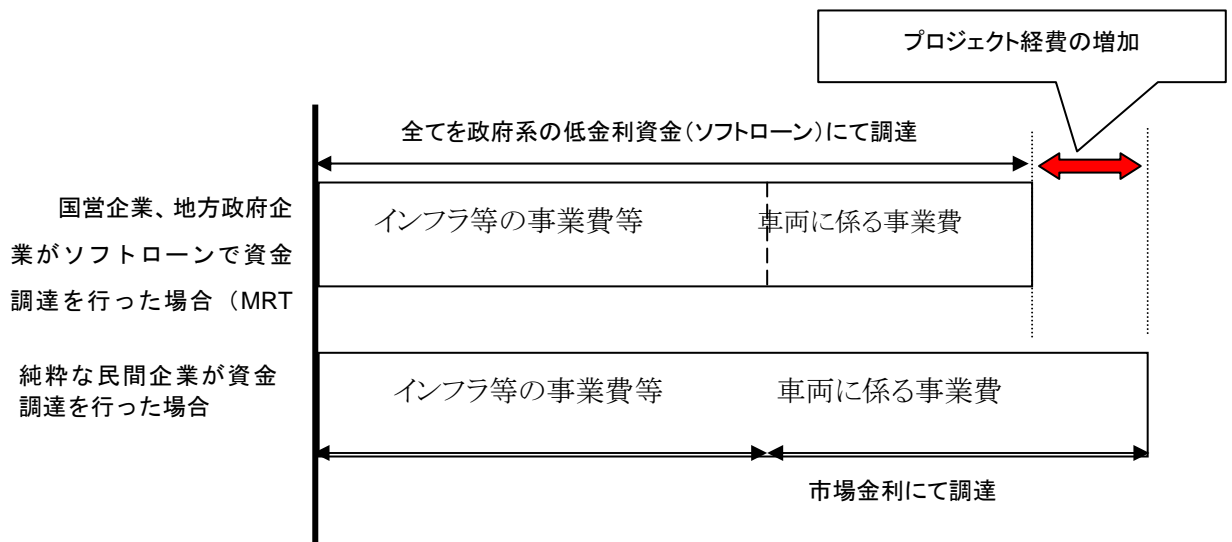 プロジェクト経費の増加
全てを政府系の低金利資金(ソフトローン)にて調達
国営企業、地方政府企
業がソフトローンで資金
調達を行った場合（MRT
インフラ等の事業費等
車両に係る事業費
純粋な民間企業が資金
調達を行った場合
インフラ等の事業費等
車両に係る事業費
市場金利にて調達